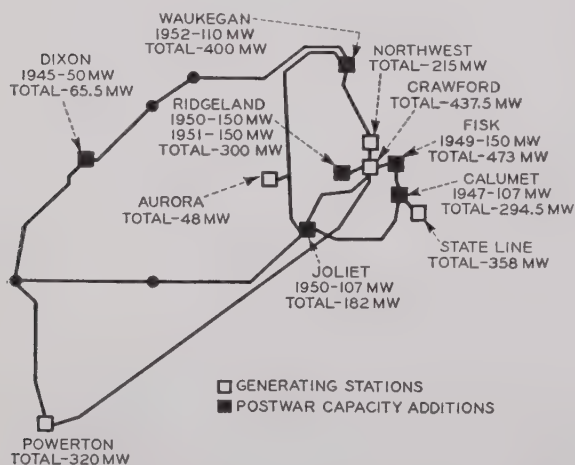 WAUKEGAN
1952-110 MW
TOTAL-400 MW
DIXON
1945-50 MW
TOTAL-65.5 MW
NORTHWEST
TOTAL-215 MW
RIDGELAND
1950-150 MW
1951-150 MW
TOTAL-300 MW
CRAWFORD
TOTAL-437.5 MW
FISK
1949-150 MW
TOTAL-473 MW
AURORA
TOTAL-48 MW
CALUMET
1947-107 MW
TOTAL-294.5 MW
STATE LINE
TOTAL-358 MW
JOLIET
1950-107 MW
TOTAL-182 MW
GENERATING STATIONS
POSTWAR CAPACITY ADDITIONS
POWERTON
TOTAL-320 MW